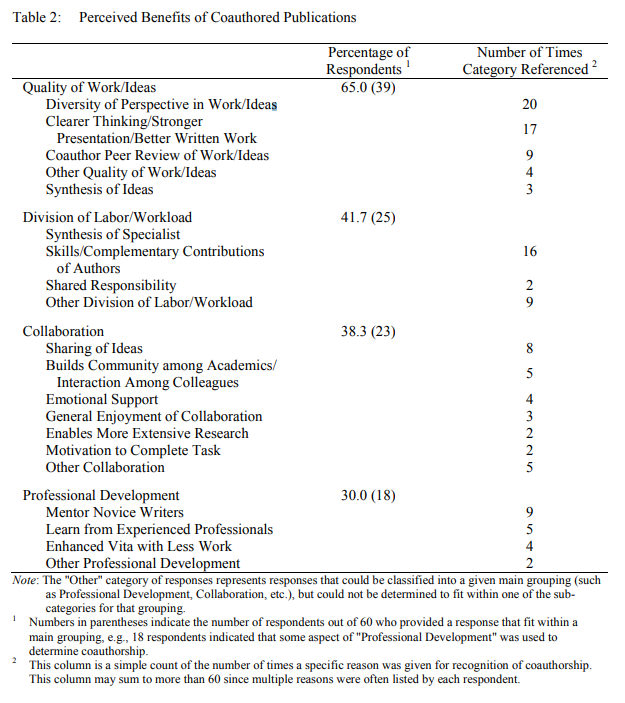 Table 2: Perceived Benefits of Coauthored Publications
Percentage of Respondents 1 Number of Times Category Referenced 2
Quality of Work/Ideas 65.0 (39)
Diversity of Perspective in Work/Ideas 20
Clearer Thinking/Stronger
Presentation/Better Written Work 17
Coauthor Peer Review of Work/Ideas 9
Other Quality of Work/Ideas 4
Synthesis of Ideas 3
Division of Labor/Workload 41.7 (25)
Synthesis of Specialist
Skills/Complementary Contributions 16
of Authors
Shared Responsibility 2
Other Division of Labor/Workload 9
Collaboration 38.3 (23)
Sharing of Ideas 8
Builds Community among Academics/
Interaction Among Colleagues 5
Emotional Support 4
General Enjoyment of Collaboration 3
Enables More Extensive Research 2
Motivation to Complete Task 2
Other Collaboration 5
Professional Development 30.0 (18)
Mentor Novice Writers 9
Learn from Experienced Professionals 5
Enhanced Vita with Less Work 4
Other Professional Development 2
Note: The "Other" category of responses represents responses that could be classified into a given main grouping (such
as Professional Development, Collaboration, etc.), but could not be determined to fit within one of the sub-
categories for that grouping.
1 Numbers in parentheses indicate the number of respondents out of 60 who provided a response that fit within a
main grouping, e.g., 18 respondents indicated that some aspect of "Professional Development" was used to
determine coauthorship.
2 This column is a simple count of the number of times a specific reason was given for recognition of coauthorship.
This column may sum to more than 60 since multiple reasons were often listed by each respondent.